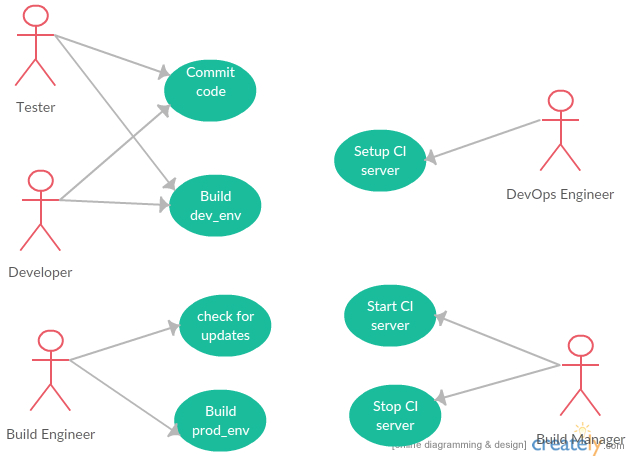 Commit
code
Tester
Setup CI
server
DevOps Engineer
Build
dev_env
Developer
check for
updates
Start CI
server
Build Engineer
Build
prod_env
Stop CI
server
Build Manager
[online diagramming & design] creately.com